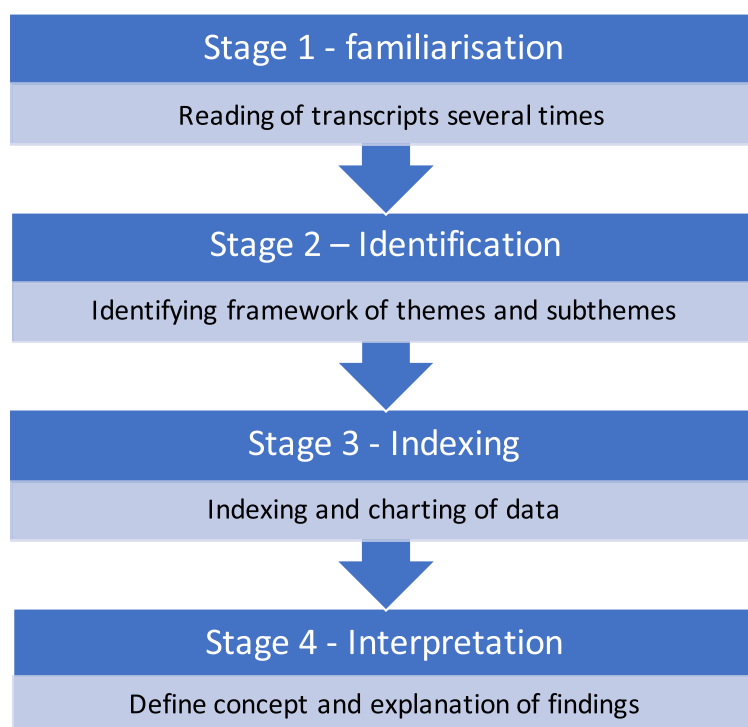 Stage 1 - familiarisation
Reading of transcripts several times
Stage 2 – Identification
Identifying framework of themes and subthemes
Stage 3 - Indexing
Indexing and charting of data
Stage 4 - Interpretation
Define concept and explanation of findings